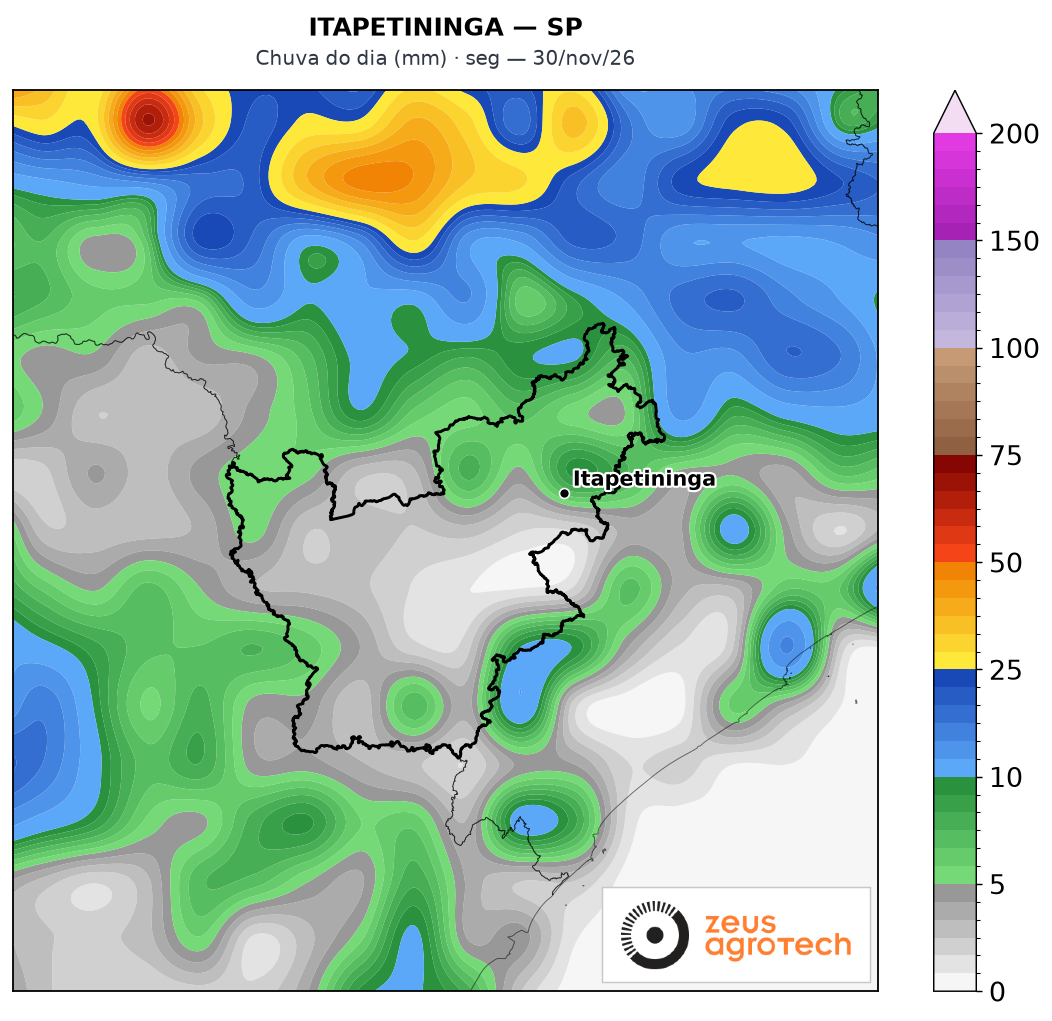 ITAPETININGA — SP
Chuva do dia (mm) · seg — 30/nov/26
200
150
100
75
50
25
10
5
0
Itapetininga
zeus
agrotech